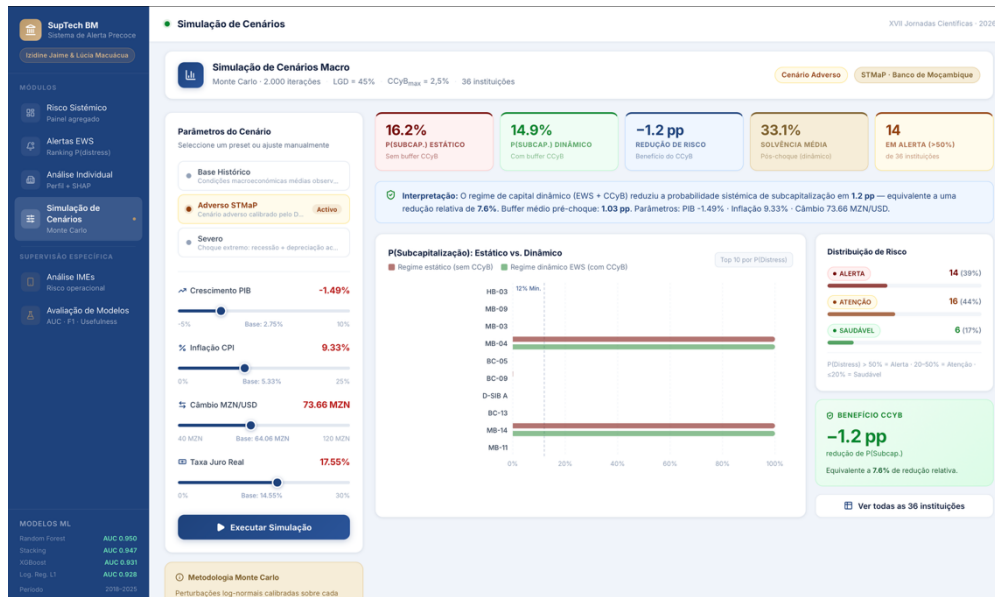 SupTech BM
Sistema de Alerta Precoce
Izidine Jaime & Lócia Macuácua
MÓDULOS
Risco Sistémico
Painel agregado
Alertas EWS
Ranking P(distress)
Análise Individual
Perfil + SHAP
Simulação de
Cenários
Monte Carlo
SUPERVISÃO ESPECÍFICA
Análise IMEs
Risco operacional
Avaliação de Modelos
AUC · F1 · Usefulness
MODELOS ML
Random Forest AUC 0.950
Stacking AUC 0.947
XGBoost AUC 0.931
Log. Reg. L1 AUC 0.928
Período 2016–2025
Simulação de Cenários
XVII Jornadas Científicas · 2026
Simulação de Cenários Macro
Monte Carlo · 2.000 iterações LGD = 45% CCyBmax = 2,5% 36 instituições
Cenário Adverso
STMaP · Banco de Moçambique
Parâmetros do Cenário
Seleccione um preset ou ajuste manualmente
Base Histórico
Condições macroeconómicas médias observ...
Adverso STMaP
Cenário adverso calibrado pelo D...
Activo
Severo
Choque extremo: recessão + depreciação ac...
Crescimento PIB -1.49%
-5% Base: 2.75% 10%
Inflação CPI 9.33%
0% Base: 5.33% 25%
Câmbio MZN/USD 73.66 MZN
40 MZN Base: 64.06 MZN 120 MZN
Taxa Juro Real 17.55%
0% Base: 14.55% 30%
Executar Simulação
Metodologia Monte Carlo
Perturbações log-normais calibradas sobre cada
16.2%
P(SUBCAP.) ESTÁTICO
Sem buffer CCyB
14.9%
P(SUBCAP.) DINÂMICO
Com buffer CCyB
−1.2 pp
REDUÇÃO DE RISCO
Benefício do CCyB
33.1%
SOLVÊNCIA MÉDIA
Pós-choque (dinâmico)
14
EM ALERTA (>50%)
de 36 instituições
Interpretação: O regime de capital dinâmico (EWS + CCyB) reduziu a probabilidade sistémica de subcapitalização em 1.2 pp — equivalente a uma
redução relativa de 7.6%. Buffer médio pré-choque: 1.03 pp. Parâmetros: PIB -1.49% · Inflação 9.33% · Câmbio 73.66 MZN/USD.
P(Subcapitalização): Estático vs. Dinâmico
Regime estático (sem CCyB) Regime dinâmico EWS (com CCyB)
Top 10 por P(Distress)
12% Mín.
HB-03
MB-09
MB-03
MB-04
BC-05
BC-09
D-SIB A
BC-13
MB-14
MB-11
0% 20% 40% 60% 80% 100%
Distribuição de Risco
ALERTA 14 (39%)
ATENÇÃO 16 (44%)
SAUDÁVEL 6 (17%)
P(Distress) > 50% = Alerta · 20–50% = Atenção ·
≤20% = Saudável
BENEFÍCIO CCYB
−1.2 pp
redução de P(Subcap.)
Equivalente a 7.6% de redução relativa.
Ver todas as 36 instituições